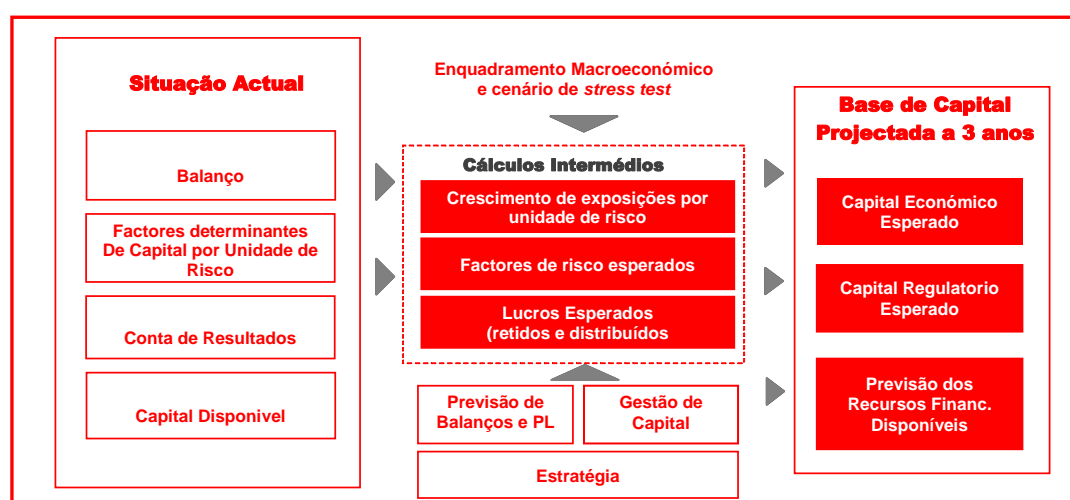 Situação Actual
Balanço
Factores determinantes
De Capital por Unidade de
Risco
Conta de Resultados
Capital Disponivel
Enquadramento Macroeconómico
e cenário de stress test
Cálculos Intermédios
Crescimento de exposições por
unidade de risco
Factores de risco esperados
Lucros Esperados
(retidos e distribuídos
Previsão de
Balanços e PL
Gestão de
Capital
Estratégia
Base de Capital
Projectada a 3 anos
Capital Económico
Esperado
Capital Regulatorio
Esperado
Previsão dos
Recursos Financ.
Disponíveis